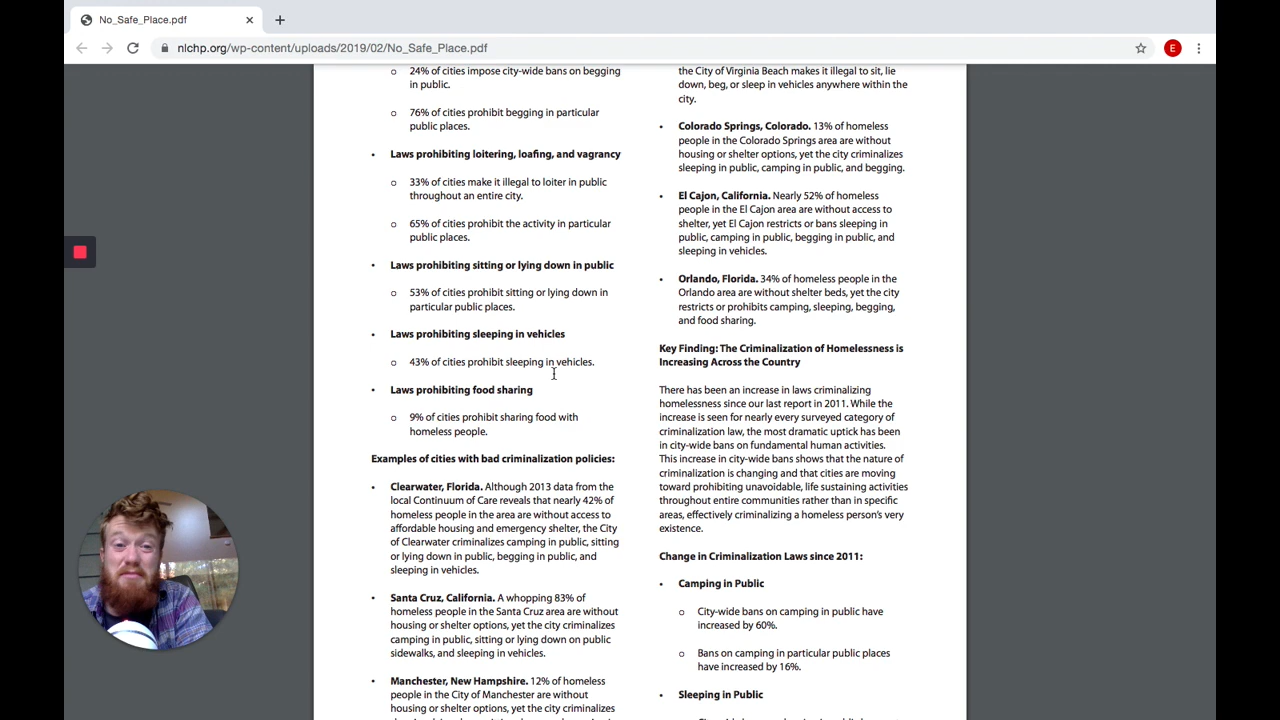 No_Safe_Place.pdf
nlchp.org/wp-content/uploads/2019/02/No_Safe_Place.pdf
E
○ 24% of cities impose city-wide bans on begging
in public.
○ 76% of cities prohibit begging in particular
public places.
• Laws prohibiting loitering, loafing, and vagrancy
○ 33% of cities make it illegal to loiter in public
throughout an entire city.
○ 65% of cities prohibit the activity in particular
public places.
• Laws prohibiting sitting or lying down in public
○ 53% of cities prohibit sitting or lying down in
particular public places.
• Laws prohibiting sleeping in vehicles
○ 43% of cities prohibit sleeping in vehicles.
• Laws prohibiting food sharing
○ 9% of cities prohibit sharing food with
homeless people.
Examples of cities with bad criminalization policies:
• Clearwater, Florida. Although 2013 data from the
local Continuum of Care reveals that nearly 42% of
homeless people in the area are without access to
affordable housing and emergency shelter, the City
of Clearwater criminalizes camping in public, sitting
or lying down in public, begging in public, and
sleeping in vehicles.
• Santa Cruz, California. A whopping 83% of
homeless people in the Santa Cruz area are without
housing or shelter options, yet the city criminalizes
camping in public, sitting or lying down on public
sidewalks, and sleeping in vehicles.
• Manchester, New Hampshire. 12% of homeless
people in the City of Manchester are without
housing or shelter options, yet the city criminalizes
the City of Virginia Beach makes it illegal to sit, lie
down, beg, or sleep in vehicles anywhere within the
city.
• Colorado Springs, Colorado. 13% of homeless
people in the Colorado Springs area are without
housing or shelter options, yet the city criminalizes
sleeping in public, camping in public, and begging.
• El Cajon, California. Nearly 52% of homeless
people in the El Cajon area are without access to
shelter, yet El Cajon restricts or bans sleeping in
public, camping in public, begging in public, and
sleeping in vehicles.
• Orlando, Florida. 34% of homeless people in the
Orlando area are without shelter beds, yet the city
restricts or prohibits camping, sleeping, begging,
and food sharing.
Key Finding: The Criminalization of Homelessness is
Increasing Across the Country
There has been an increase in laws criminalizing
homelessness since our last report in 2011. While the
increase is seen for nearly every surveyed category of
criminalization law, the most dramatic uptick has been
in city-wide bans on fundamental human activities.
This increase in city-wide bans shows that the nature of
criminalization is changing and that cities are moving
toward prohibiting unavoidable, life sustaining activities
throughout entire communities rather than in specific
areas, effectively criminalizing a homeless person's very
existence.
Change in Criminalization Laws since 2011:
• Camping in Public
○ City-wide bans on camping in public have
increased by 60%.
○ Bans on camping in particular public places
have increased by 16%.
• Sleeping in Public